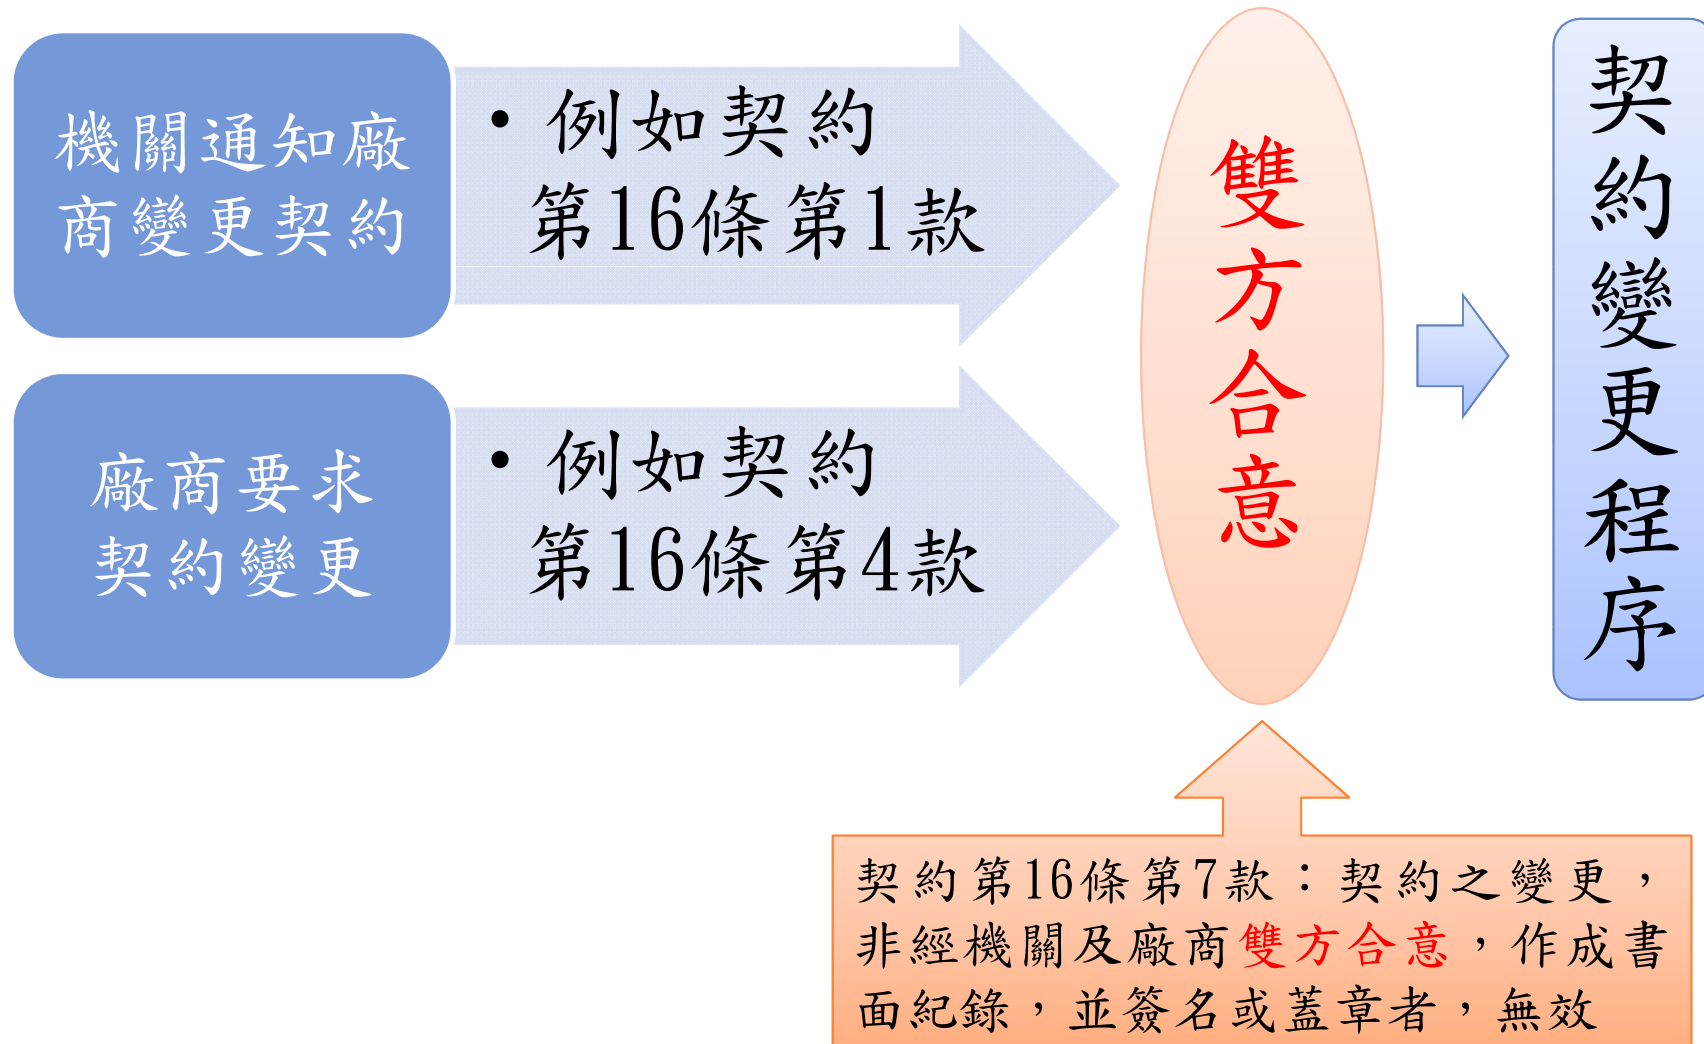 機關通知廠
商變更契約
• 例如契約
第16條第1款
廠商要求
契約變更
• 例如契約
第16條第4款
雙方合意
契約變更程序
契約第16條第7款：契約之變更，
非經機關及廠商雙方合意，作成書
面紀錄，並簽名或蓋章者，無效